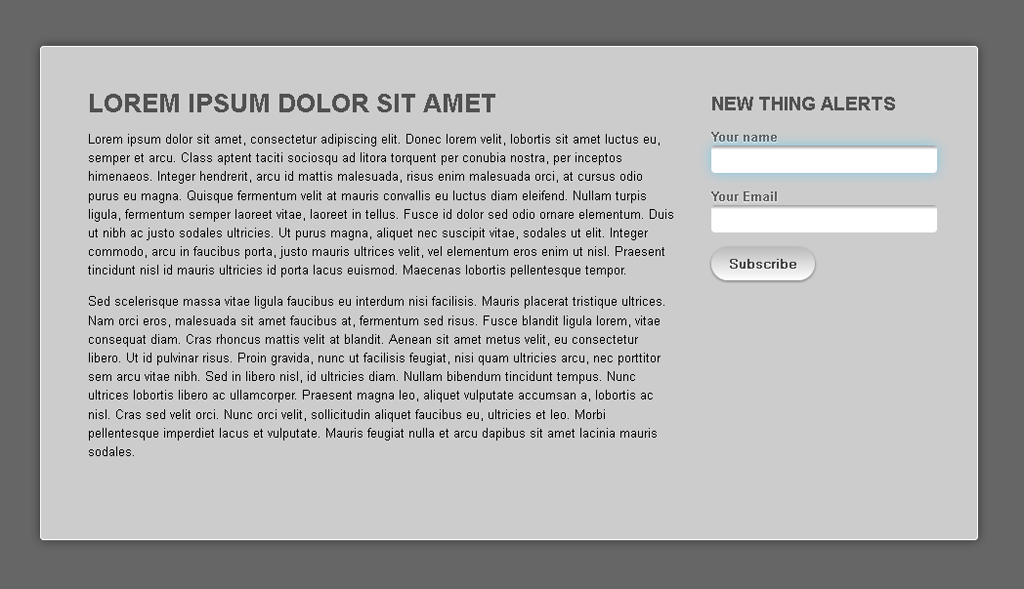 LOREM IPSUM DOLOR SIT AMET
Lorem ipsum dolor sit amet, consectetur adipiscing elit. Donec lorem velit, lobortis sit amet luctus eu,
semper et arcu. Class aptent taciti sociosqu ad litora torquent per conubia nostra, per inceptos
himenaeos. Integer hendrerit, arcu id mattis malesuada, risus enim malesuada orci, at cursus odio
purus eu magna. Quisque fermentum velit at mauris convallis eu luctus diam eleifend. Nullam turpis
ligula, fermentum semper laoreet vitae, laoreet in tellus. Fusce id dolor sed odio ornare elementum. Duis
ut nibh ac justo sodales ultricies. Ut purus magna, aliquet nec suscipit vitae, sodales ut elit. Integer
commodo, arcu in faucibus porta, justo mauris ultrices velit, vel elementum eros enim ut nisl. Praesent
tincidunt nisl id mauris ultricies id porta lacus euismod. Maecenas lobortis pellentesque tempor.
Sed scelerisque massa vitae ligula faucibus eu interdum nisi facilisis. Mauris placerat tristique ultrices.
Nam orci eros, malesuada sit amet faucibus at, fermentum sed risus. Fusce blandit ligula lorem, vitae
consequat diam. Cras rhoncus mattis velit at blandit. Aenean sit amet metus velit, eu consectetur
libero. Ut id pulvinar risus. Proin gravida, nunc ut facilisis feugiat, nisi quam ultricies arcu, nec porttitor
sem arcu vitae nibh. Sed in libero nisl, id ultricies diam. Nullam bibendum tincidunt tempus. Nunc
ultrices lobortis libero ac ullamcorper. Praesent magna leo, aliquet vulputate accumsan a, lobortis ac
nisl. Cras sed velit orci. Nunc orci velit, sollicitudin aliquet faucibus eu, ultricies et leo. Morbi
pellentesque imperdiet lacus et vulputate. Mauris feugiat nulla et arcu dapibus sit amet lacinia mauris
sodales.
NEW THING ALERTS
Your name
Your Email
Subscribe